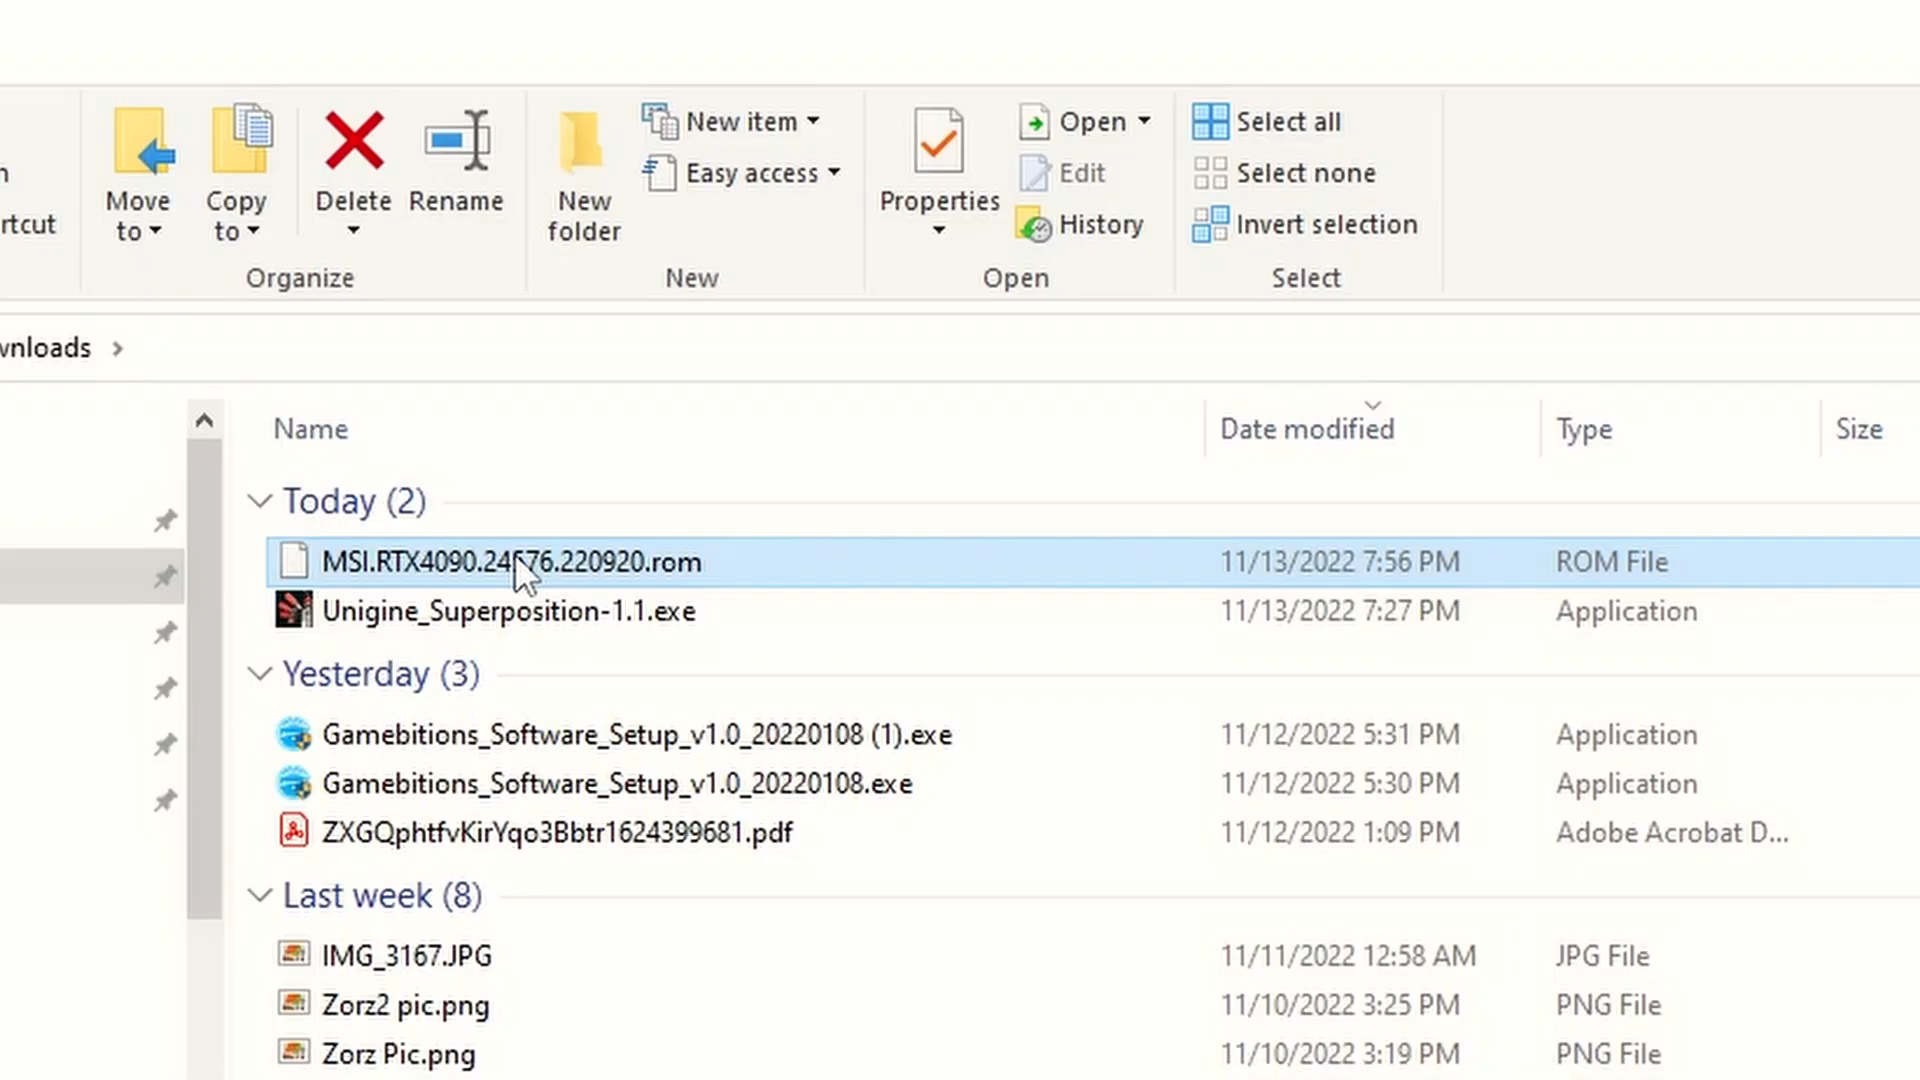 Move to
Copy to
Delete
Rename
New folder
New item
Easy access
Properties
Open
Edit
History
Select all
Select none
Invert selection
rtcut
Organize
New
Open
Select
wnloads
Name Date modified Type Size
Today (2)
MSI.RTX4090.24576.220920.rom 11/13/2022 7:56 PM ROM File
Unigine_Superposition-1.1.exe 11/13/2022 7:27 PM Application
Yesterday (3)
Gamebitions_Software_Setup_v1.0_20220108 (1).exe 11/12/2022 5:31 PM Application
Gamebitions_Software_Setup_v1.0_20220108.exe 11/12/2022 5:30 PM Application
ZXGQphtfvKirYqo3Bbtr1624399681.pdf 11/12/2022 1:09 PM Adobe Acrobat D...
Last week (8)
IMG_3167.JPG 11/11/2022 12:58 AM JPG File
Zorz2 pic.png 11/10/2022 3:25 PM PNG File
Zorz Pic.png 11/10/2022 3:19 PM PNG File